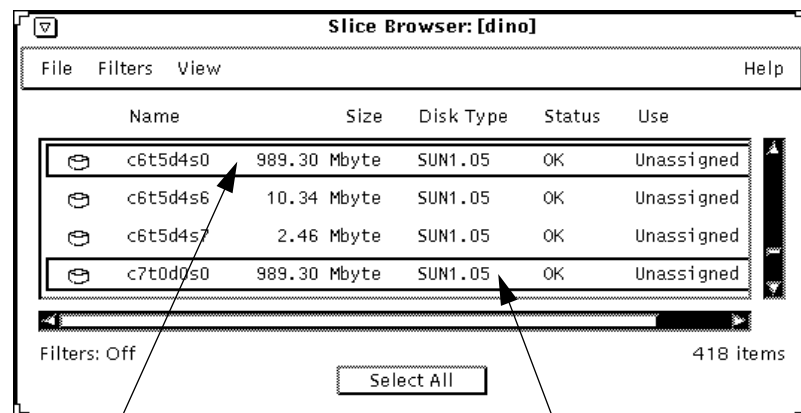 Slice Browser: [dino]
File Filters View Help
Name Size Disk Type Status Use
c6t5d4s0 989.30 Mbyte SUN1.05 OK Unassigned
c6t5d4s6 10.34 Mbyte SUN1.05 OK Unassigned
c6t5d4s7 2.46 Mbyte SUN1.05 OK Unassigned
c7t0d0s0 989.30 Mbyte SUN1.05 OK Unassigned
Filters: Off 418 items
Select All